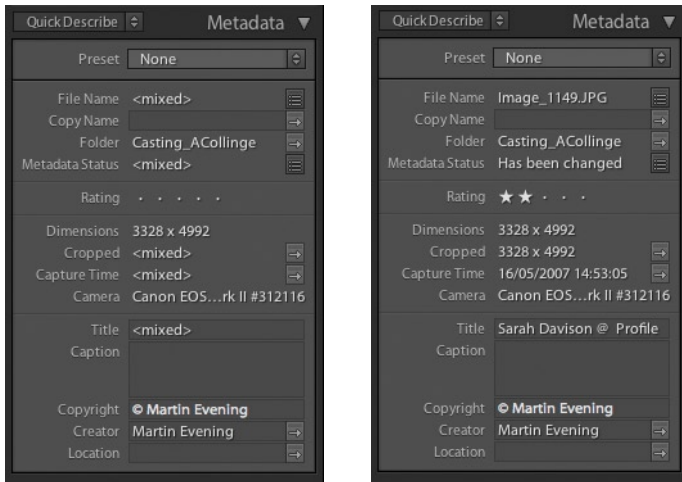 Quick Describe Metadata
Preset None
File Name <mixed>
Copy Name
Folder Casting_ACollinge
Metadata Status <mixed>
Rating
Dimensions 3328 x 4992
Cropped <mixed>
Capture Time <mixed>
Camera Canon EOS...rk II #312116
Title <mixed>
Caption
Copyright © Martin Evening
Creator Martin Evening
Location
Quick Describe Metadata
Preset None
File Name Image_1149.JPG
Copy Name
Folder Casting_ACollinge
Metadata Status Has been changed
Rating ★ ★ · · ·
Dimensions 3328 x 4992
Cropped 3328 x 4992
Capture Time 16/05/2007 14:53:05
Camera Canon EOS...rk II #312116
Title Sarah Davison @ Profile
Caption
Copyright © Martin Evening
Creator Martin Evening
Location